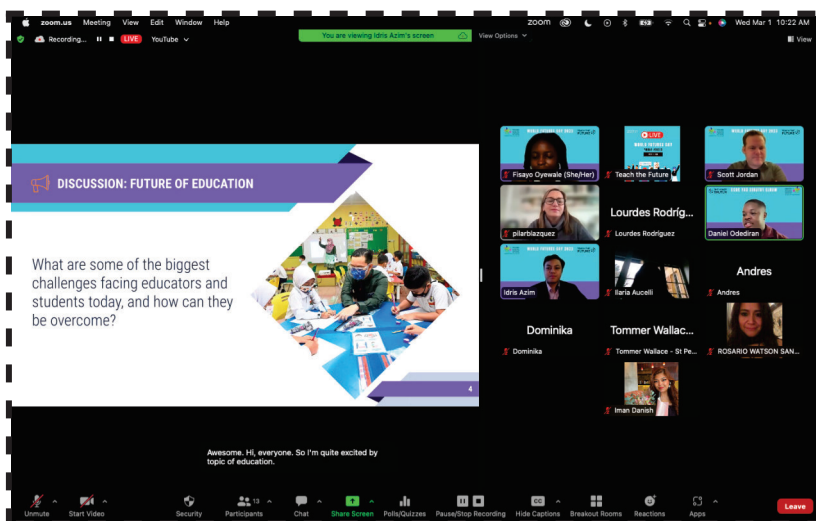 zoom.us Meeting View Edit Window Help
zoom
Wed Mar 1 10:22 AM
Recording...
LIVE
YouTube
You are viewing Idris Azim's screen
View Options
View
DISCUSSION: FUTURE OF EDUCATION
What are some of the biggest
challenges facing educators and
students today, and how can they
be overcome?
4
Fisayo Oyewale (She/Her)
LIVE
WORLD FUTURES DAY
Teach the Future
Scott Jordan
pilarblazquez
Lourdes Rodríg...
Lourdes Rodríguez
Daniel Odediran
Idris Azim
Ilaria Aucelli
Andres
Andres
Dominika
Dominika
Tommer Wallac...
Tommer Wallace - St Pe...
ROSARIO WATSON SAN...
Iman Danish
Awesome. Hi, everyone. So I'm quite excited by
topic of education.
Unmute
Start Video
Security
13
Participants
Chat
Share Screen
Polls/Quizzes
Pause/Stop Recording
CC
Hide Captions
Breakout Rooms
Reactions
Apps
Leave